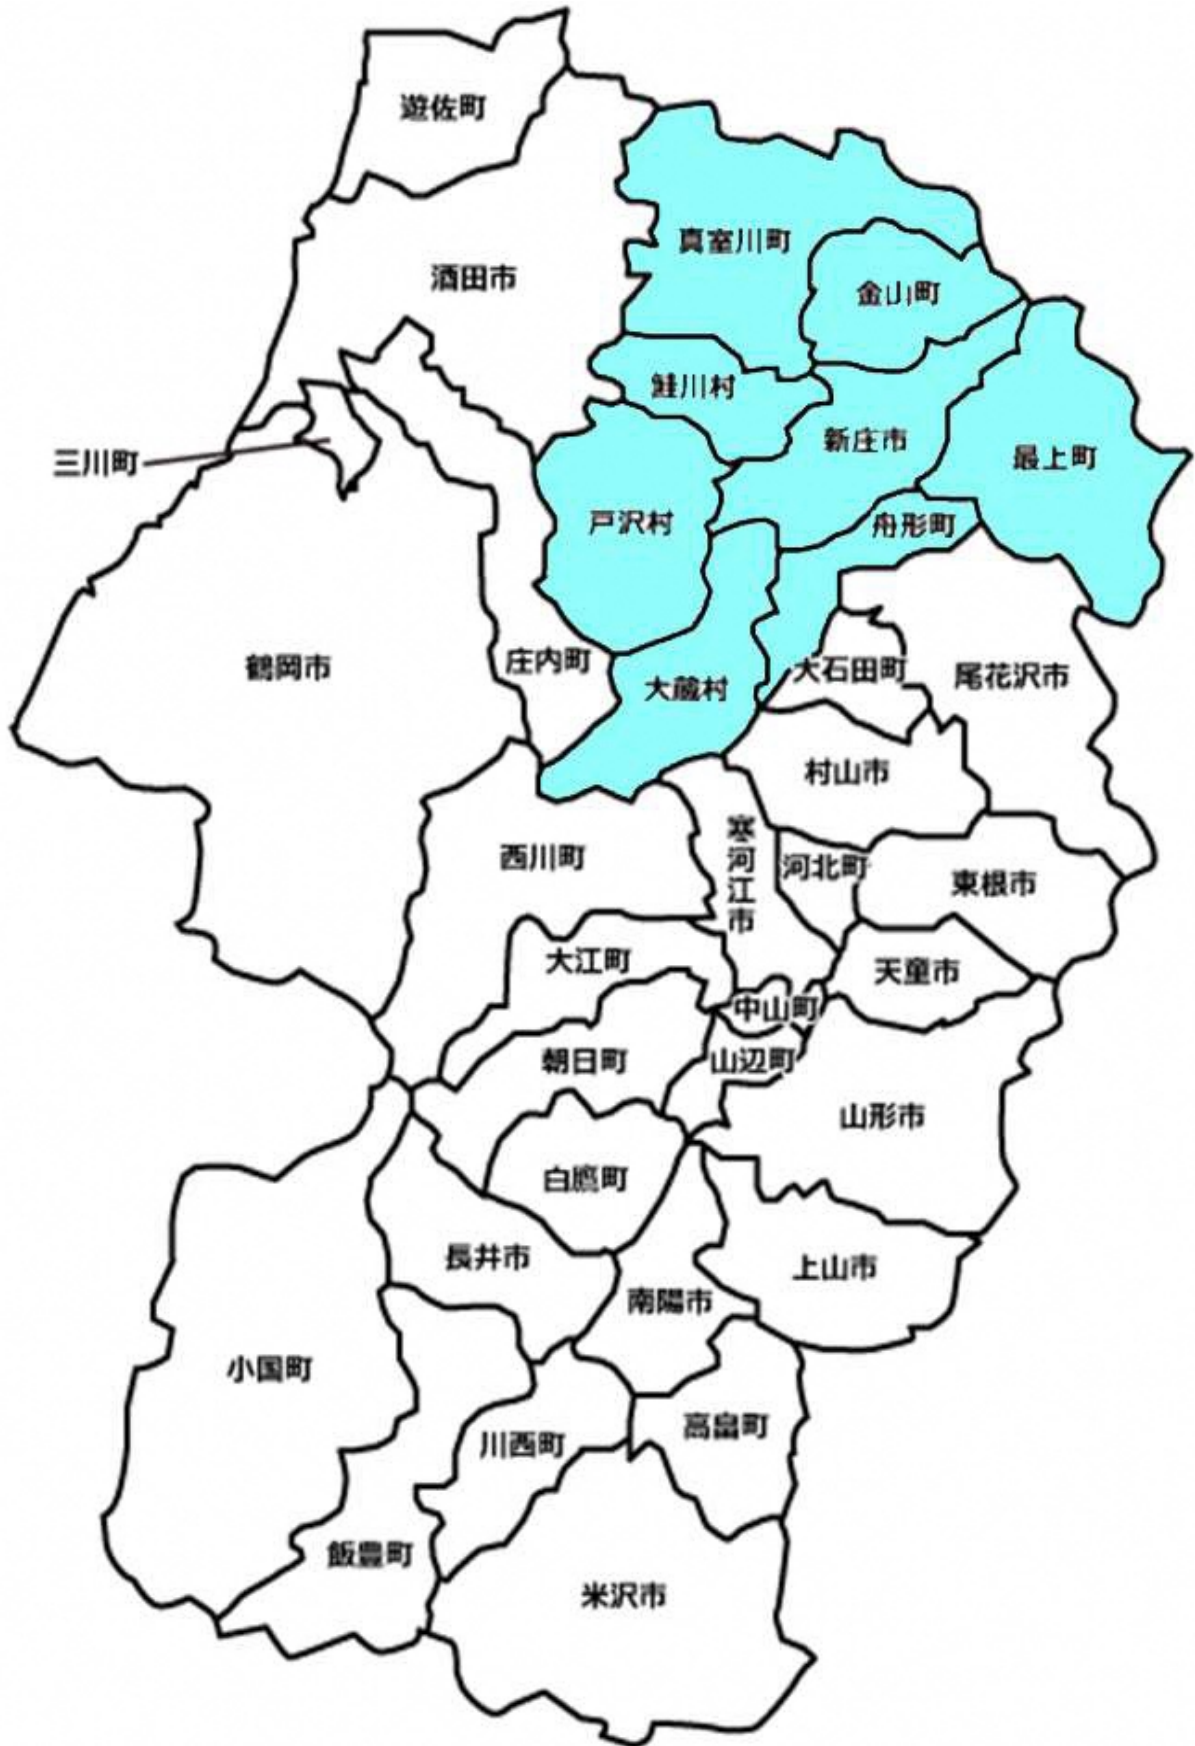 遊佐町
真室川町
酒田市
金山町
鮭川村
新庄市
三川町
最上町
戸沢村
舟形町
鶴岡市
庄内町
大蔵村
大石田町
尾花沢市
村山市
西川町
寒河江市
河北町
東根市
大江町
天童市
中山町
朝日町
山辺町
山形市
白鷹町
長井市
上山市
南陽市
小国町
川西町
高畠町
飯豊町
米沢市